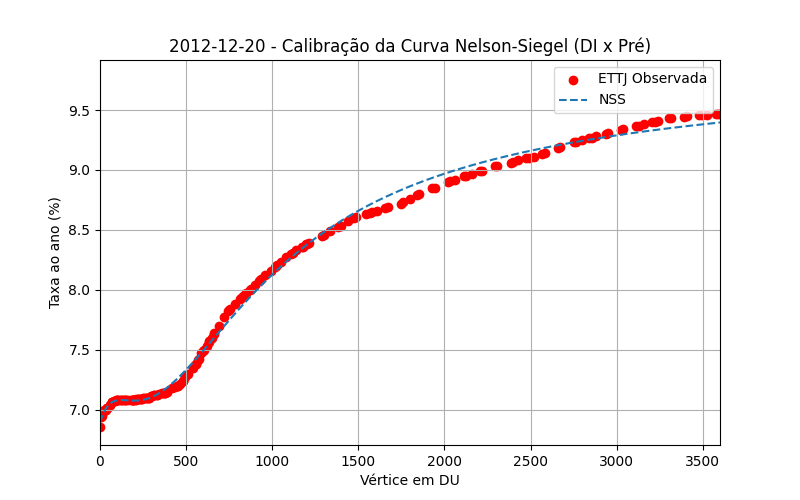 2012-12-20 - Calibração da Curva Nelson-Siegel (DI x Pré)
ETTJ Observada
NSS
9.5
9.0
8.5
8.0
7.5
7.0
Taxa ao ano (%)
0 500 1000 1500 2000 2500 3000 3500
Vértice em DU